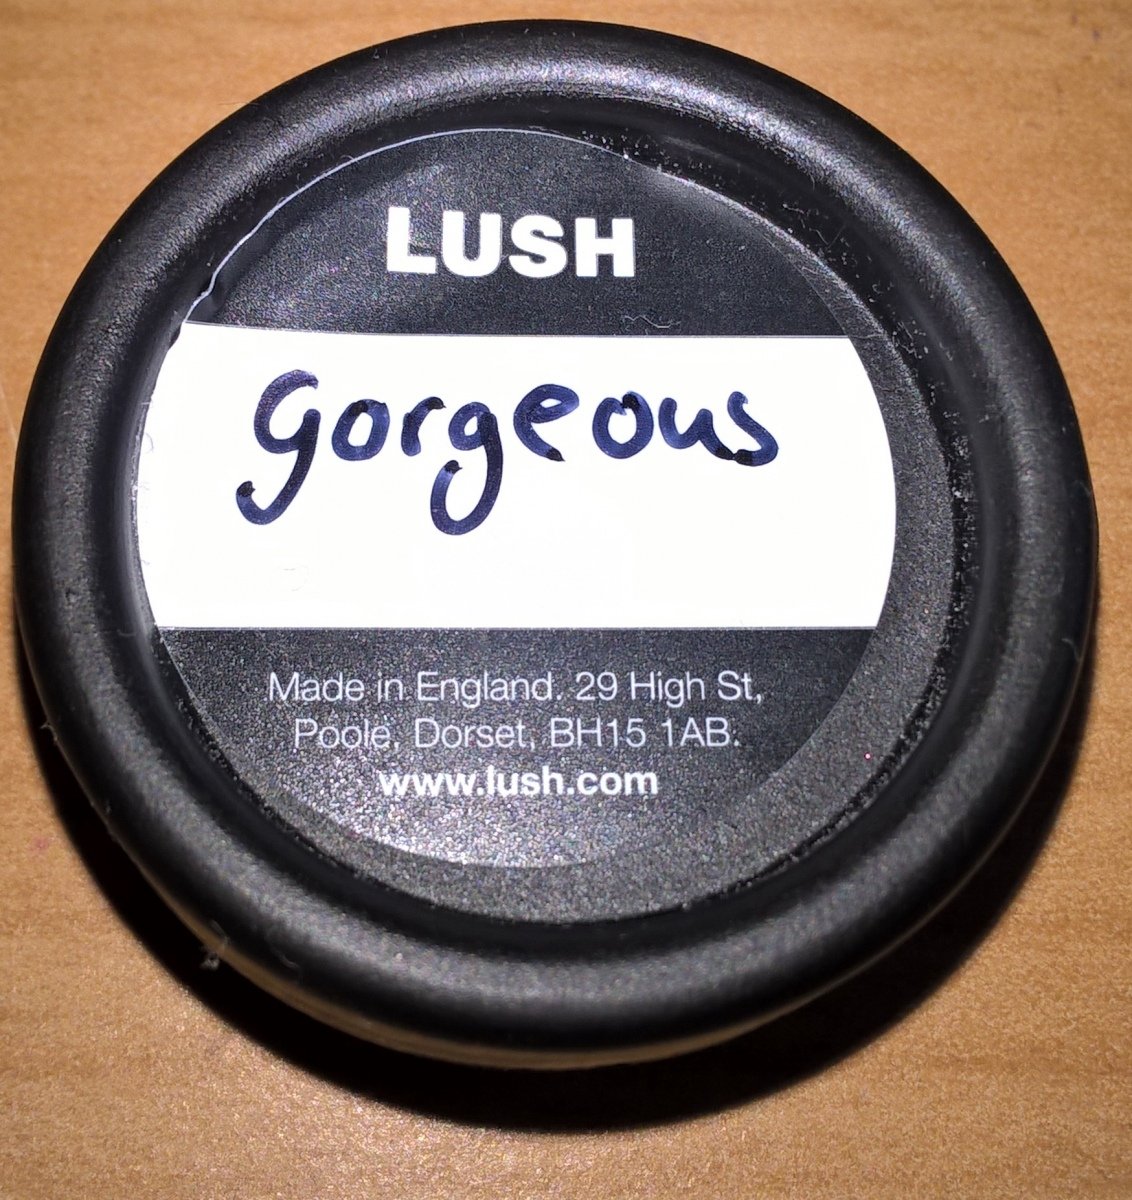 LUSH
gorgeous
Made in England. 29 High St,
Poole, Dorset, BH15 1AB.
www.lush.com